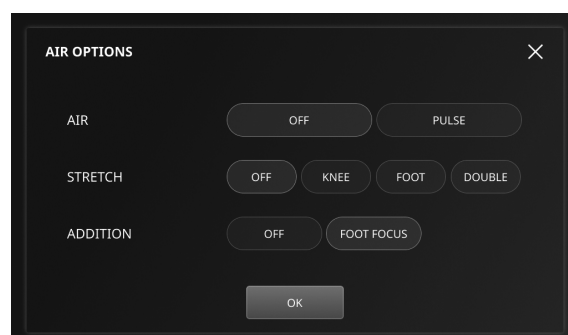 AIR OPTIONS
AIR OFF PULSE
STRETCH OFF KNEE FOOT DOUBLE
ADDITION OFF FOOT FOCUS
OK